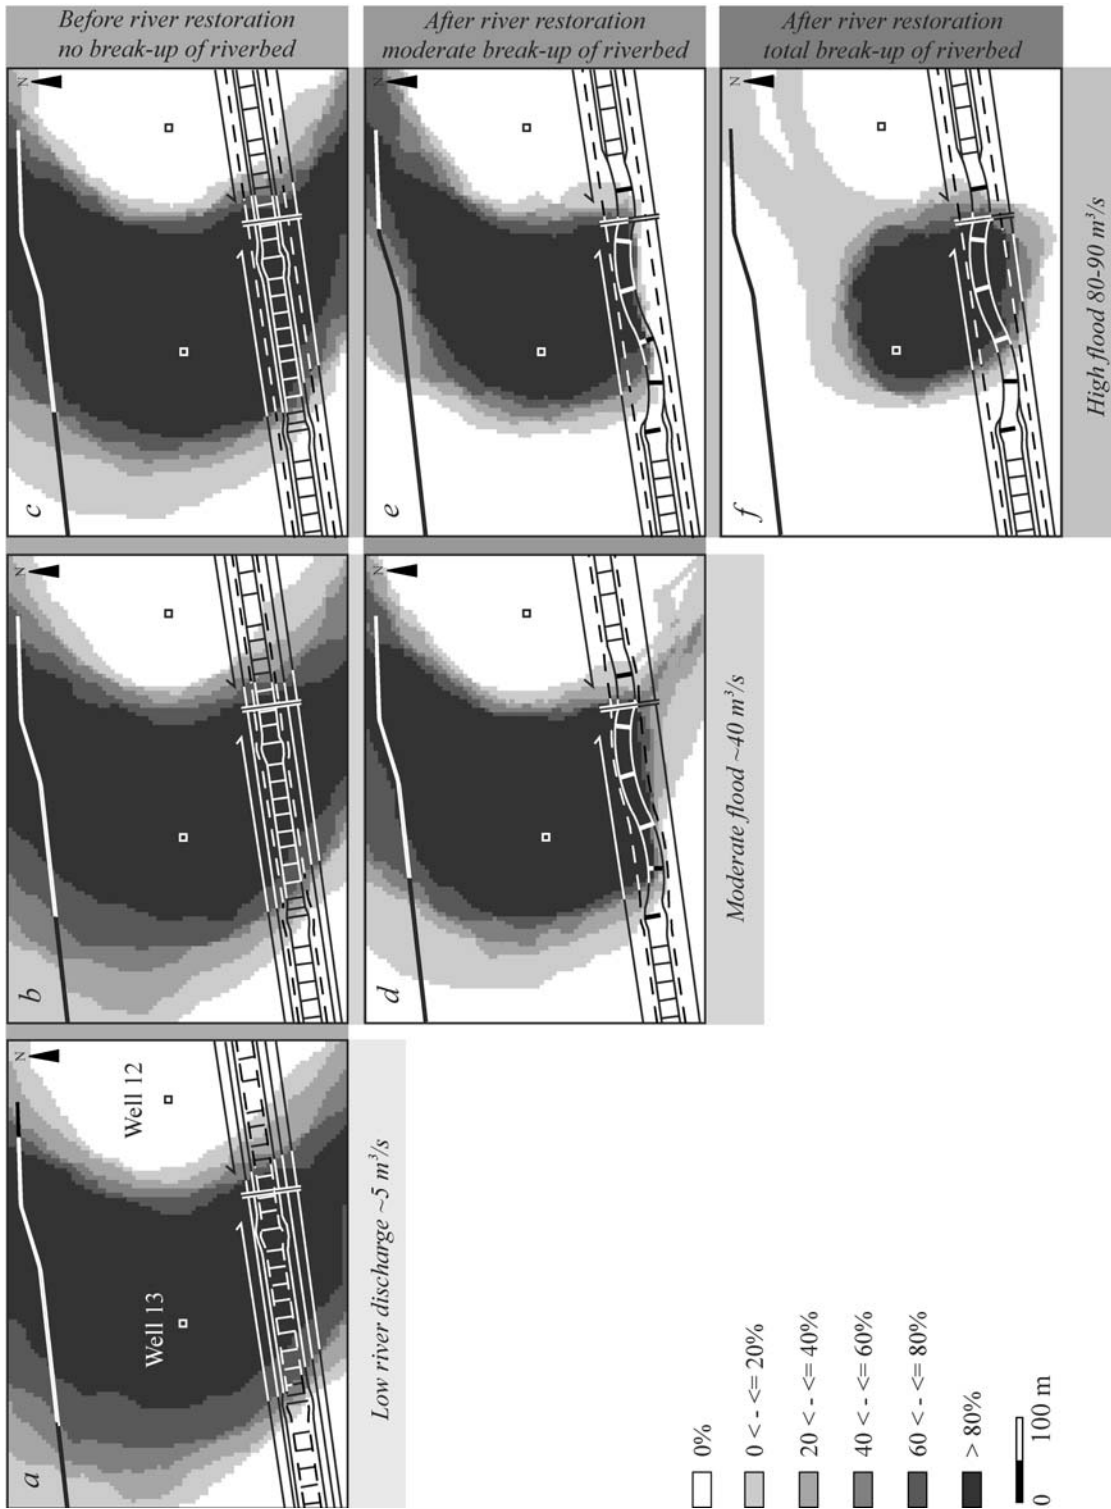 Before river restoration
no break-up of riverbed
After river restoration
moderate break-up of riverbed
After river restoration
total break-up of riverbed
a
N
Well 13
Well 12
b
N
c
N
d
N
e
N
f
N
Low river discharge ~5 m³/s
Moderate flood ~40 m³/s
High flood 80-90 m³/s
0%
0 < - <= 20%
20 < - <= 40%
40 < - <= 60%
60 < - <= 80%
> 80%
0 100 m